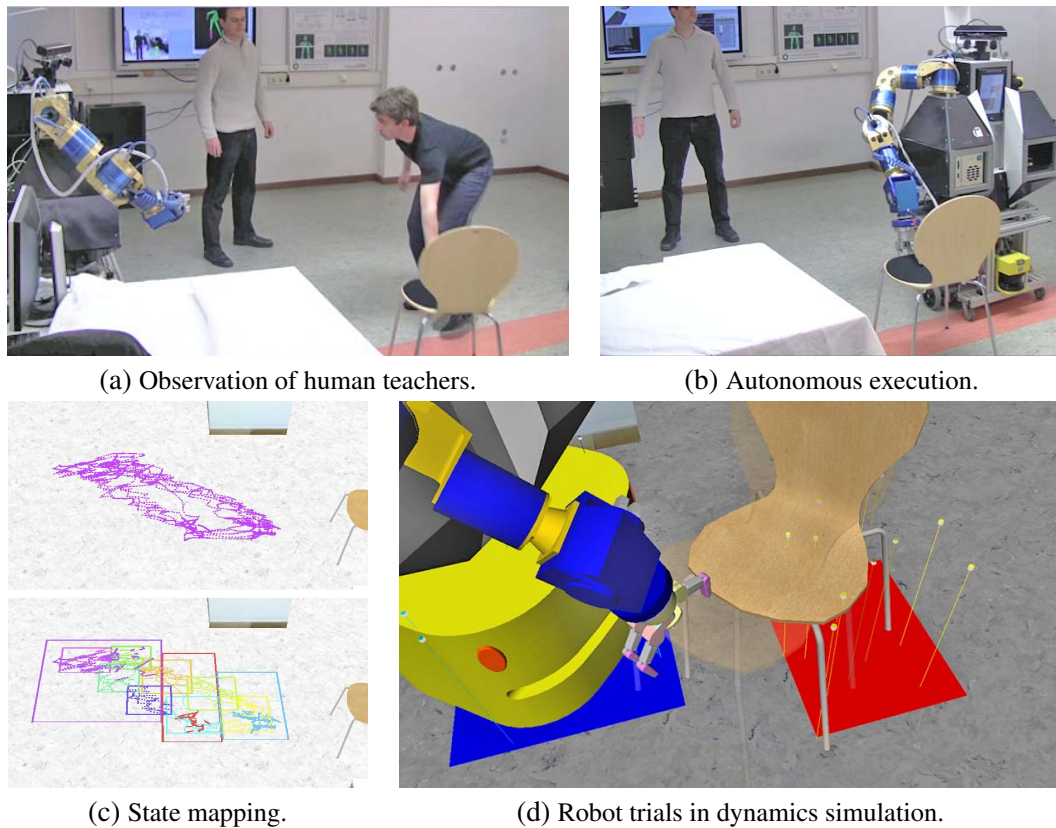 (a) Observation of human teachers.
(b) Autonomous execution.
(c) State mapping.
(d) Robot trials in dynamics simulation.